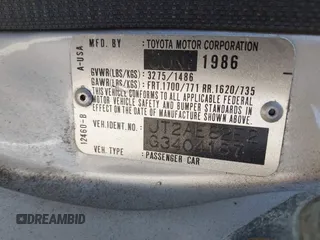 A-USA
12460-B
MFD. BY : TOYOTA MOTOR CORPORATION
1986
GVWR(LBS/KGS) : 3275/1486
GAWR(LBS/KGS) : FRT.1700/771 RR.1620/735
THIS VEHICLE CONFORMS TO ALL
APPLICABLE FEDERAL MOTOR VEHICLE
SAFETY AND BUMPER STANDARDS
IN EFFECT ON THE DATE OF
MANUFACTURE SHOWN ABOVE.
VEH.IDENT.NO. :
VEH. TYPE : PASSENGER CAR
DREAMBID